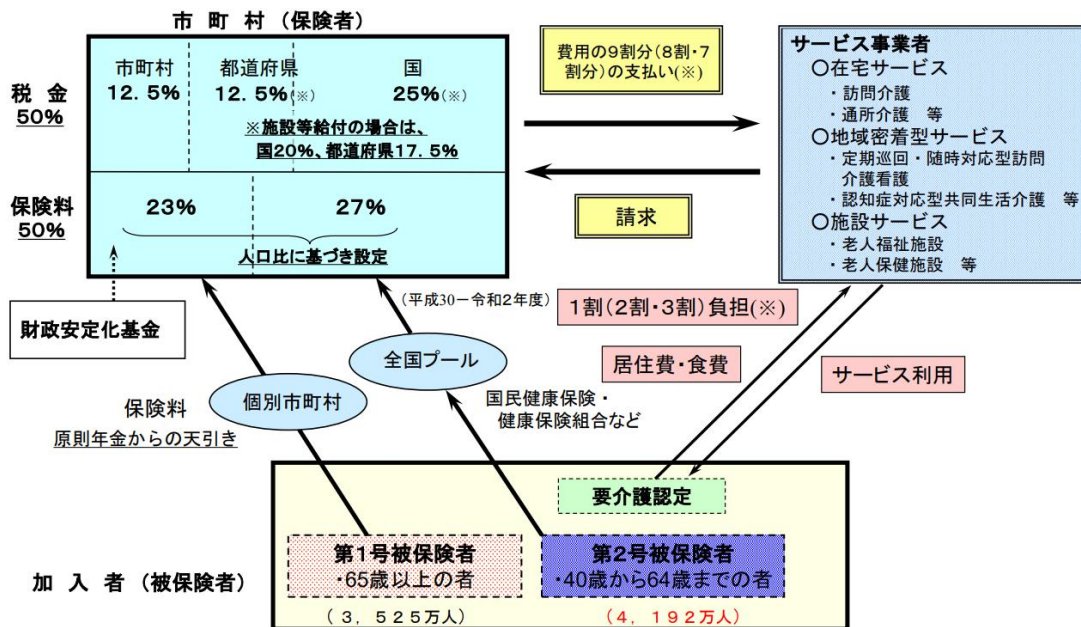 市 町 村 (保険者)
税 金
50%
市町村
12.5%
都道府県
12.5%(※)
国
25%(※)
※施設等給付の場合は、
国20%、都道府県17.5%
保険料
50%
23%
27%
人口比に基づき設定
財政安定化基金
費用の9割分(8割・7
割分)の支払い(※)
請求
サービス事業者
○在宅サービス
・訪問介護
・通所介護 等
○地域密着型サービス
・定期巡回・随時対応型訪問
介護看護
・認知症対応型共同生活介護 等
○施設サービス
・老人福祉施設
・老人保健施設 等
(平成30-令和2年度)
1割(2割・3割)負担(※)
居住費・食費
サービス利用
全国プール
個別市町村
国民健康保険・
健康保険組合など
保険料
原則年金からの天引き
要介護認定
加 入 者 (被保険者)
第1号被保険者
・65歳以上の者
第2号被保険者
・40歳から64歳までの者
(3,525万人)
(4,192万人)